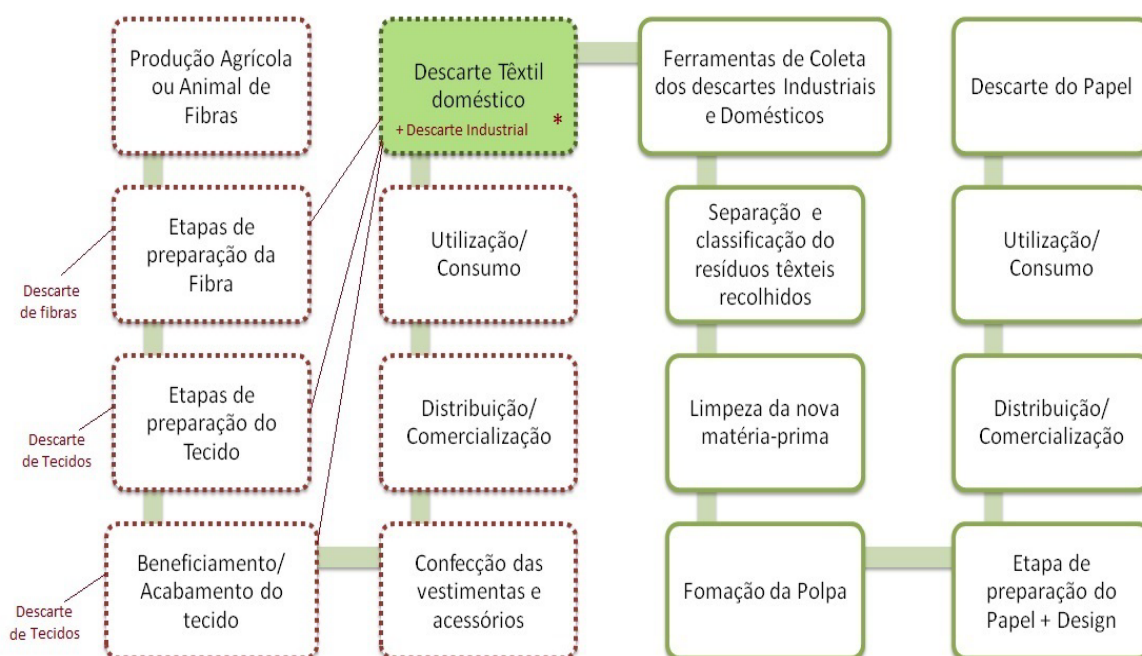 Produção Agrícola
ou Animal de
Fibras
Etapas de
preparação da
Fibra
Descarte
de fibras
Etapas de
preparação do
Tecido
Descarte
de Tecidos
Beneficiamento/
Acabamento do
tecido
Descarte
de Tecidos
Descarte Têxtil
doméstico
+ Descarte Industrial *
Utilização/
Consumo
Distribuição/
Comercialização
Confecção das
vestimentas e
acessórios
Ferramentas de Coleta
dos descartes Industriais
e Domésticos
Separação e
classificação do
resíduos têxteis
recolhidos
Limpeza da nova
matéria-prima
Fomação da Polpa
Descarte do Papel
Utilização/
Consumo
Distribuição/
Comercialização
Etapa de
preparação do
Papel + Design